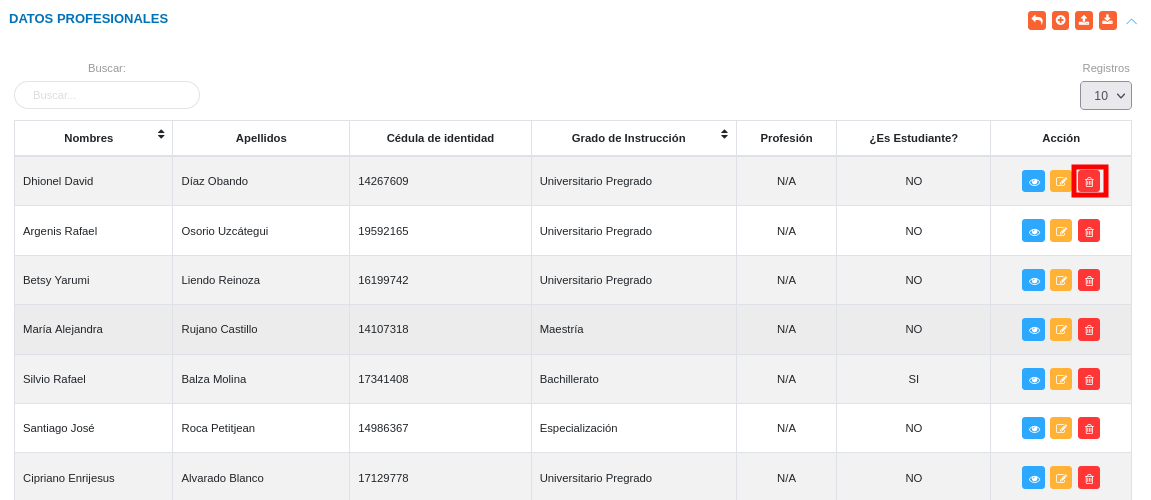 DATOS PROFESIONALES
Buscar:
Registros
Buscar...
10
Nombres Apellidos Cédula de identidad Grado de Instrucción Profesión ¿Es Estudiante? Acción
Dhionel David Díaz Obando 14267609 Universitario Pregrado N/A NO
Argenis Rafael Osorio Uzcátegui 19592165 Universitario Pregrado N/A NO
Betsy Yarumi Liendo Reinoza 16199742 Universitario Pregrado N/A NO
María Alejandra Rujano Castillo 14107318 Maestría N/A NO
Silvio Rafael Balza Molina 17341408 Bachillerato N/A SI
Santiago José Roca Petitjean 14986367 Especialización N/A NO
Cipriano Enrijesus Alvarado Blanco 17129778 Universitario Pregrado N/A NO